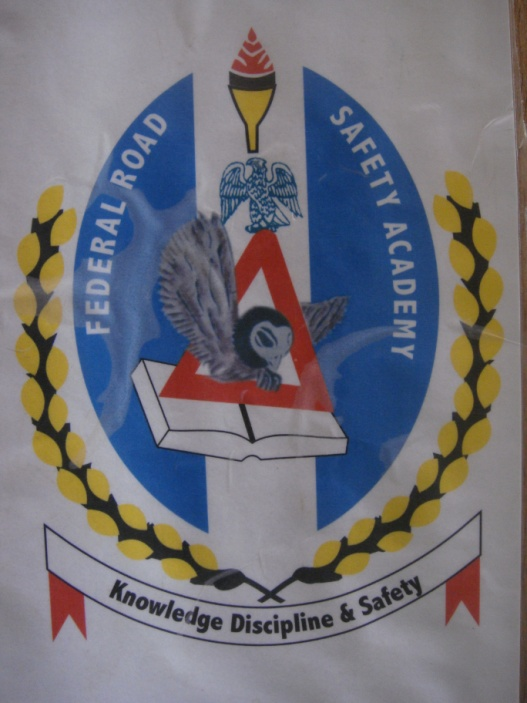 FEDERAL ROAD
SAFETY ACADEMY
Knowledge Discipline & Safety